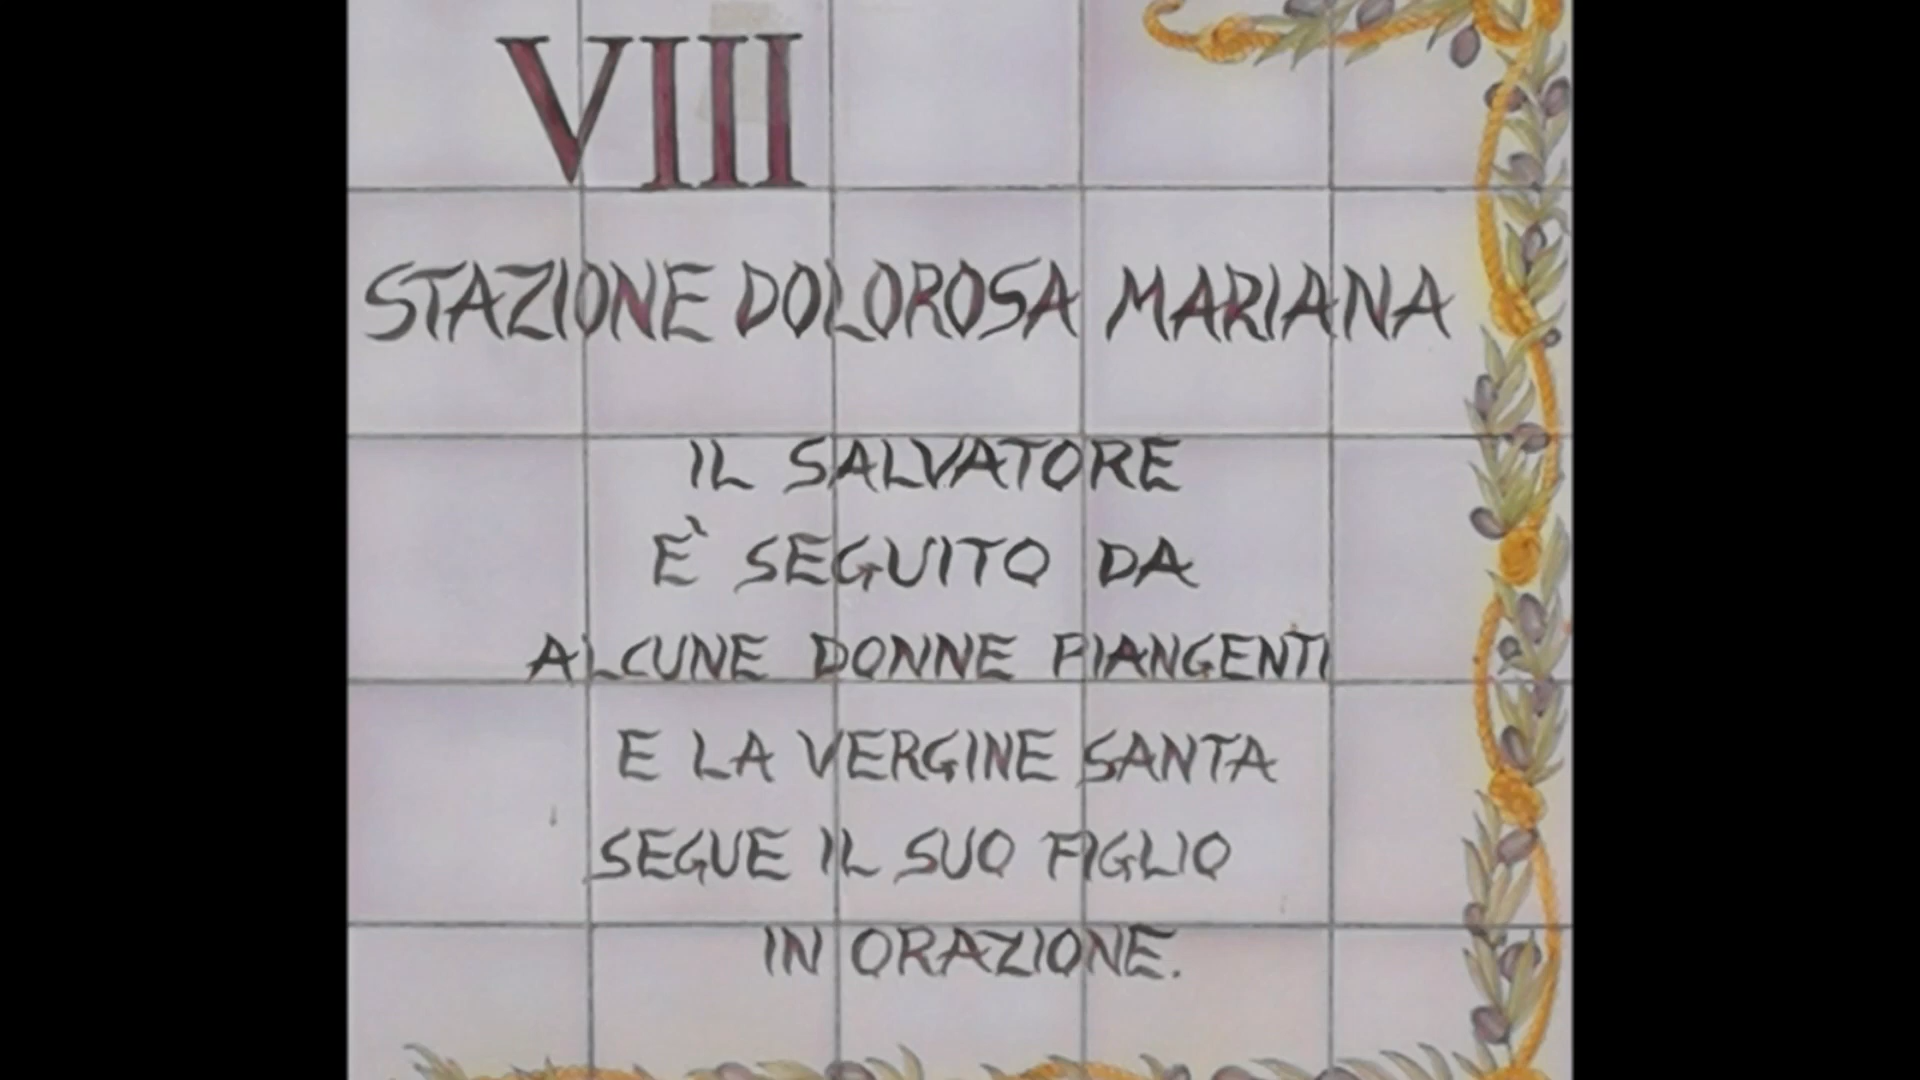 VIII
STAZIONE DOLOROSA MARIANA
IL SALVATORE
È SEGUITO DA
ALCUNE DONNE PIANGENTI
E LA VERGINE SANTA
SEGUE IL SUO FIGLIO
IN ORAZIONE.